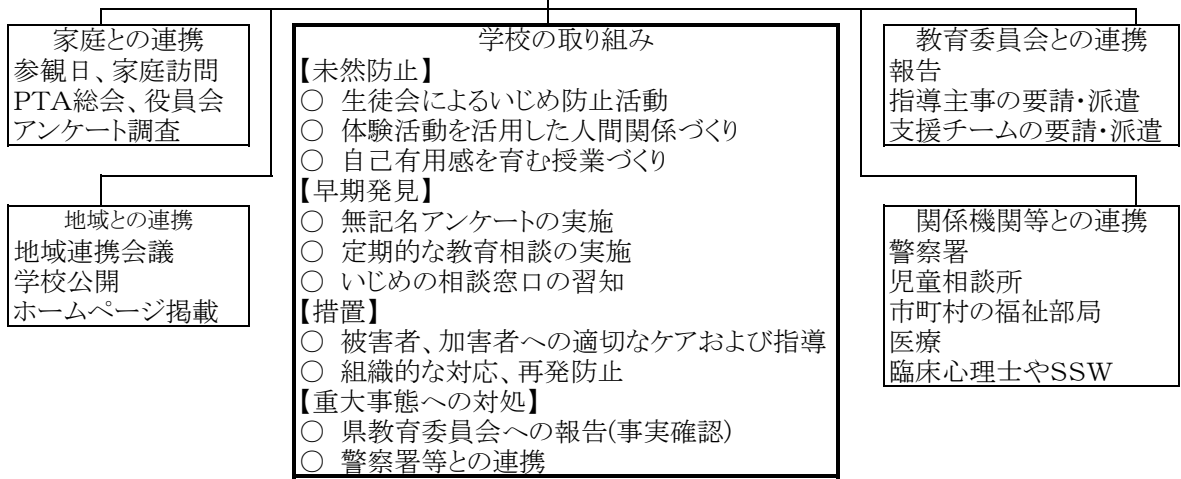 家庭との連携
参観日、家庭訪問
PTA総会、役員会
アンケート調査
地域との連携
地域連携会議
学校公開
ホームページ掲載
学校の取り組み
【未然防止】
○ 生徒会によるいじめ防止活動
○ 体験活動を活用した人間関係づくり
○ 自己有用感を育む授業づくり
【早期発見】
○ 無記名アンケートの実施
○ 定期的な教育相談の実施
○ いじめの相談窓口の習知
【措置】
○ 被害者、加害者への適切なケアおよび指導
○ 組織的な対応、再発防止
【重大事態への対処】
○ 県教育委員会への報告(事実確認)
○ 警察署等との連携
教育委員会との連携
報告
指導主事の要請・派遣
支援チームの要請・派遣
関係機関等との連携
警察署
児童相談所
市町村の福祉部局
医療
臨床心理士やSSW